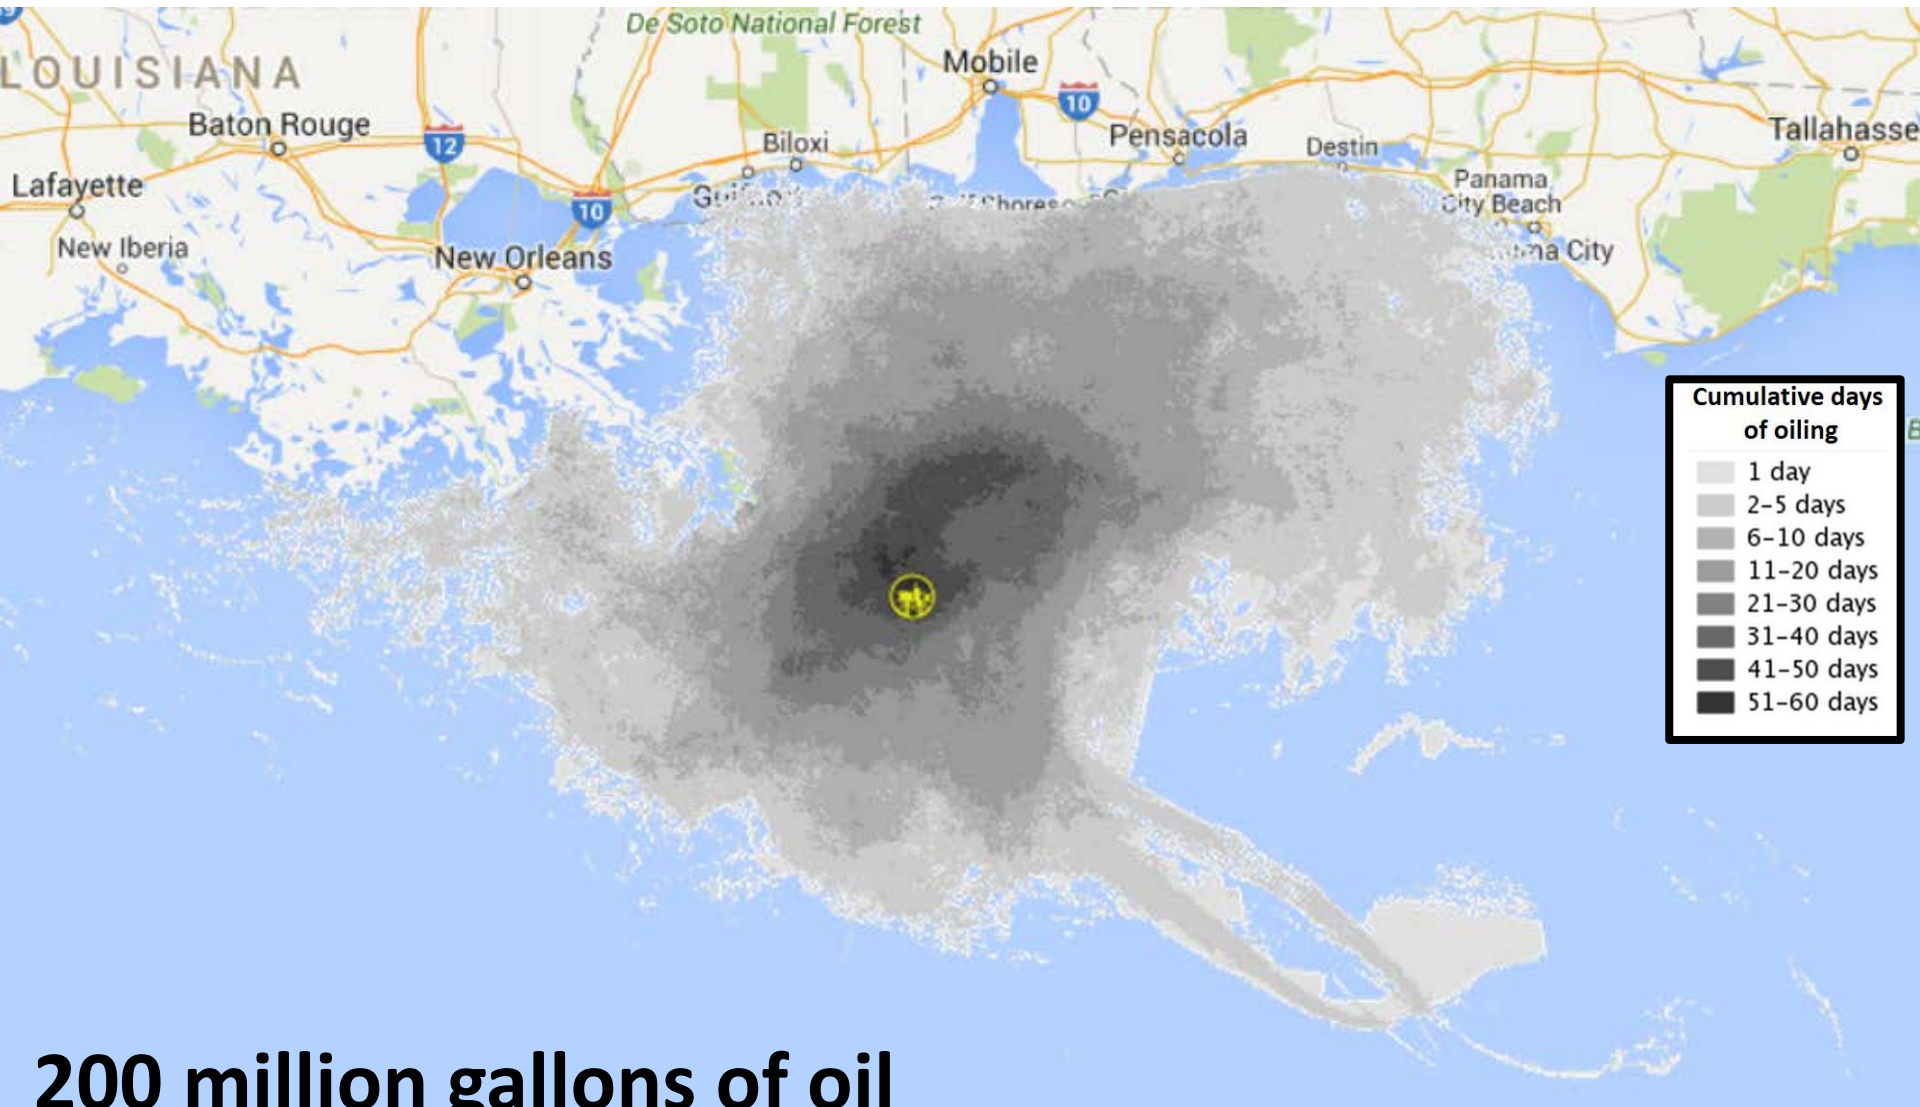 De Soto National Forest
LOUISIANA
Mobile
10
Baton Rouge
12
Biloxi
Pensacola
Destin
Tallahasse
Lafayette
10
Panama
City Beach
New Iberia
New Orleans
City
Cumulative days
of oiling
1 day
2-5 days
6-10 days
11-20 days
21-30 days
31-40 days
41-50 days
51-60 days
200 million gallons of oil